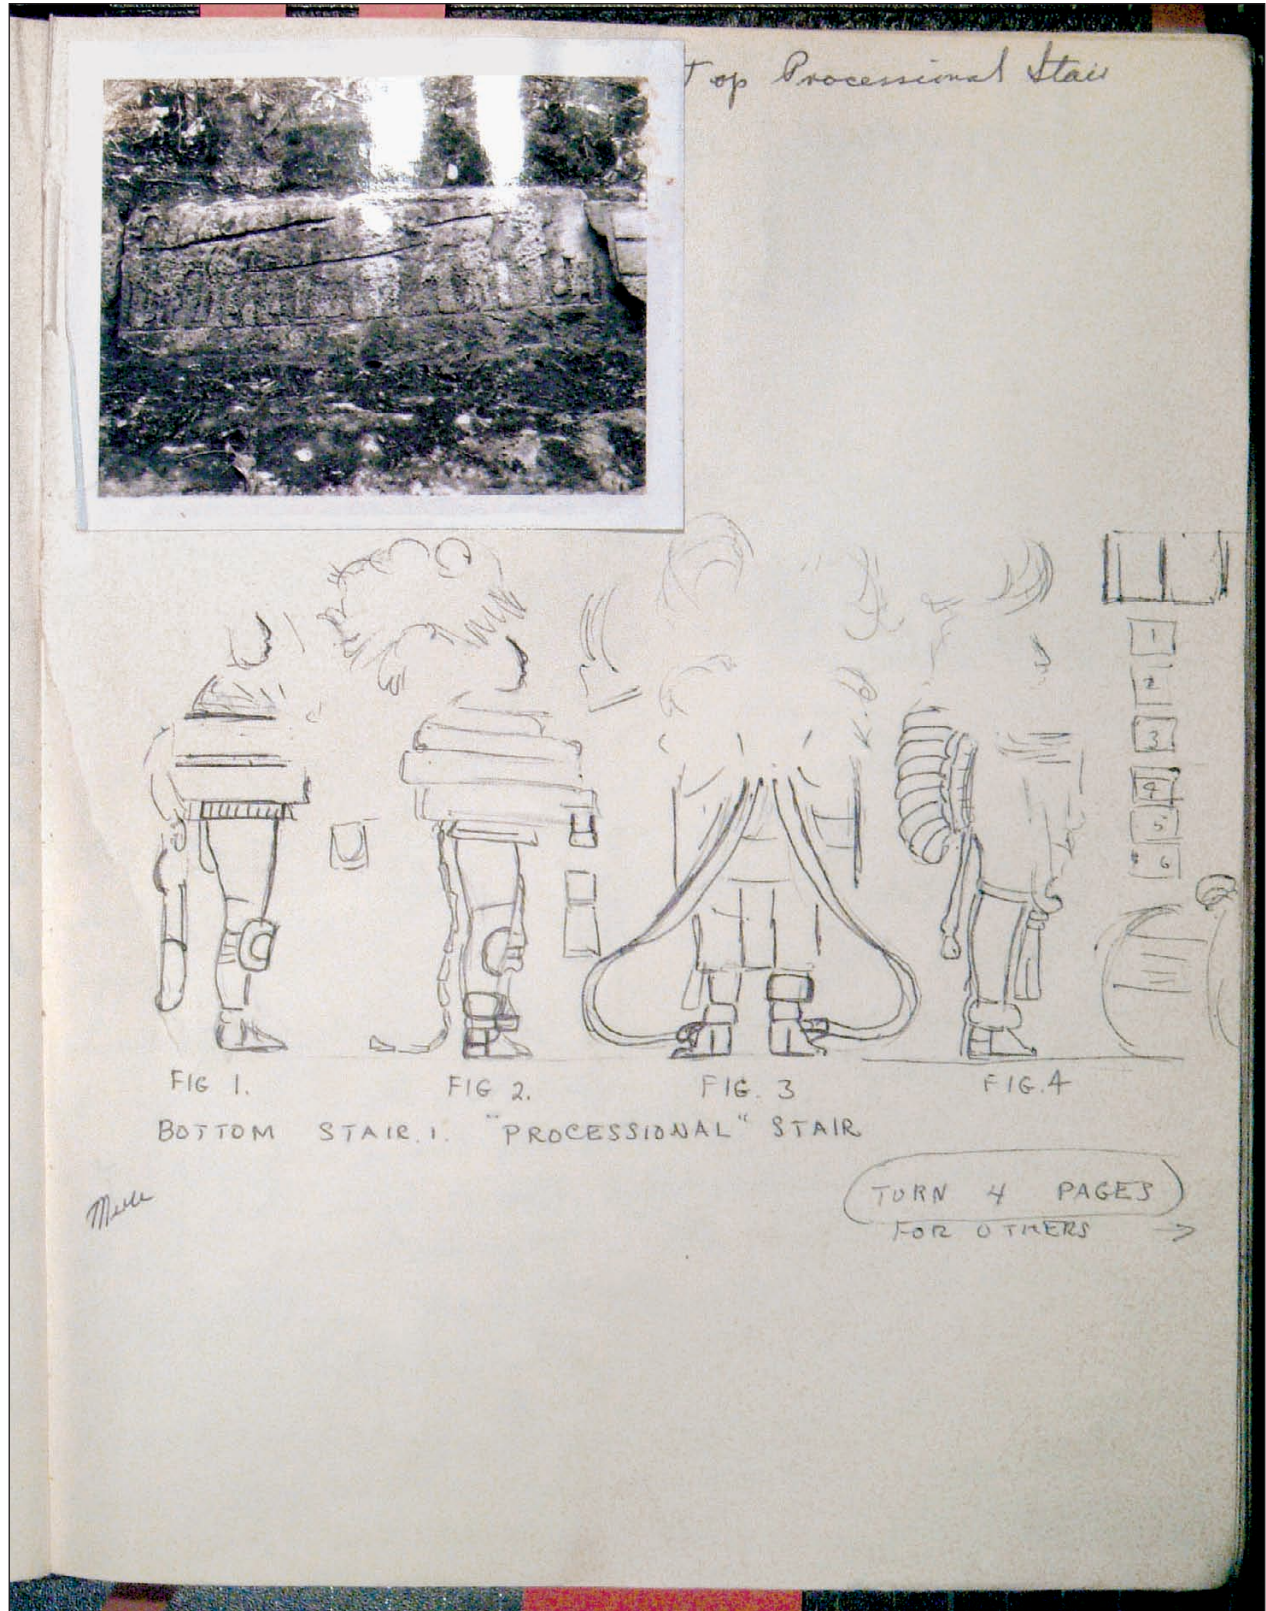 Top Processional Stair
1
2
3
4
5
6
FIG 1.
FIG 2.
FIG. 3
FIG. 4
BOTTOM STAIR. 1. "PROCESSIONAL" STAIR
Merle
TURN 4 PAGES
FOR OTHERS →